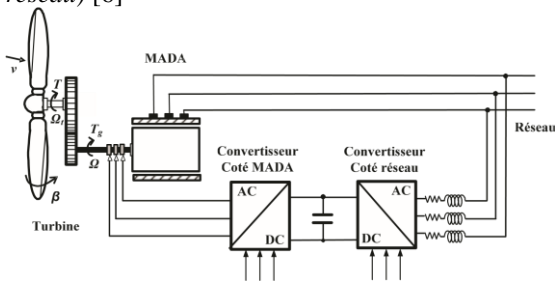 réseau) [6]
MADA
v
T
Ω_t
T_g
Ω
β
Turbine
Réseau
Convertisseur
Coté MADA
Convertisseur
Coté réseau
AC
DC
AC
DC